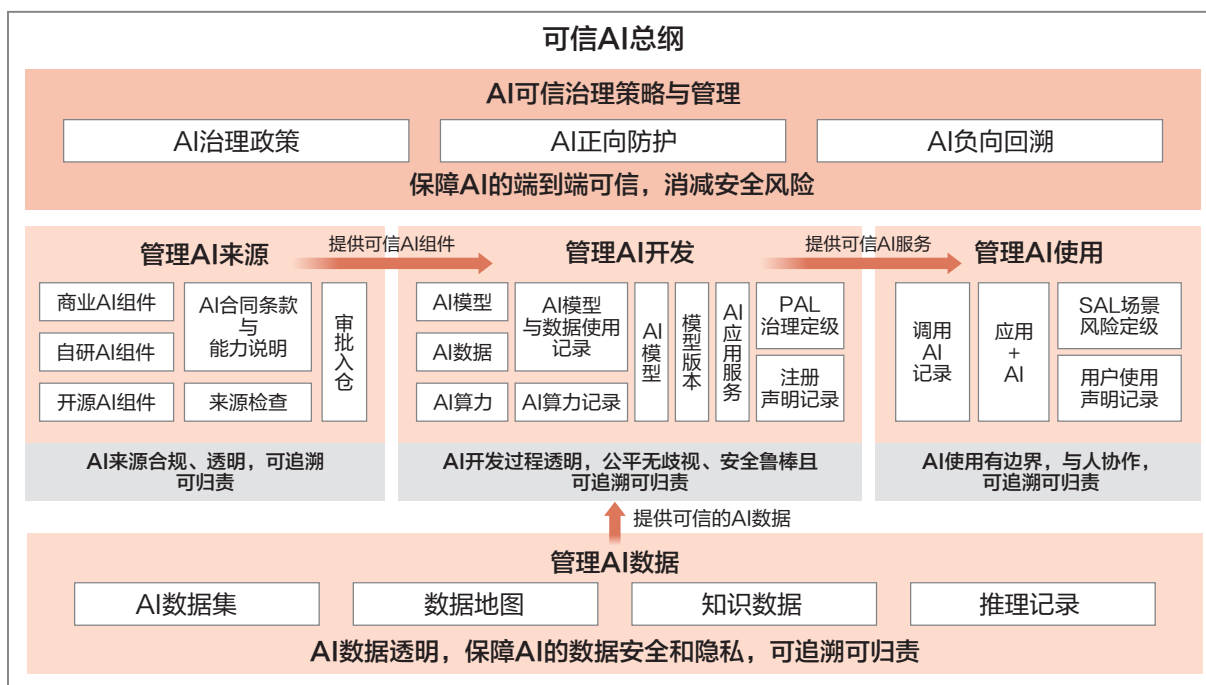 可信AI总纲
AI可信治理策略与管理
AI治理政策
AI正向防护
AI负向回溯
保障AI的端到端可信，消减安全风险
管理AI来源
提供可信AI组件
管理AI开发
提供可信AI服务
管理AI使用
商业AI组件
自研AI组件
开源AI组件
AI合同条款
与
能力说明
来源检查
审批入仓
AI模型
AI数据
AI算力
AI模型
与数据使用
记录
AI算力记录
AI模型
模型版本
AI应用服务
PAL
治理定级
注册
声明记录
调用
AI
记录
应用
+
AI
SAL场景
风险定级
用户使用
声明记录
AI来源合规、透明，可追溯
可归责
AI开发过程透明，公平无歧视、安全鲁棒且
可追溯可归责
AI使用有边界，与人协作，
可追溯可归责
提供可信的AI数据
管理AI数据
AI数据集
数据地图
知识数据
推理记录
AI数据透明，保障AI的数据安全和隐私，可追溯可归责